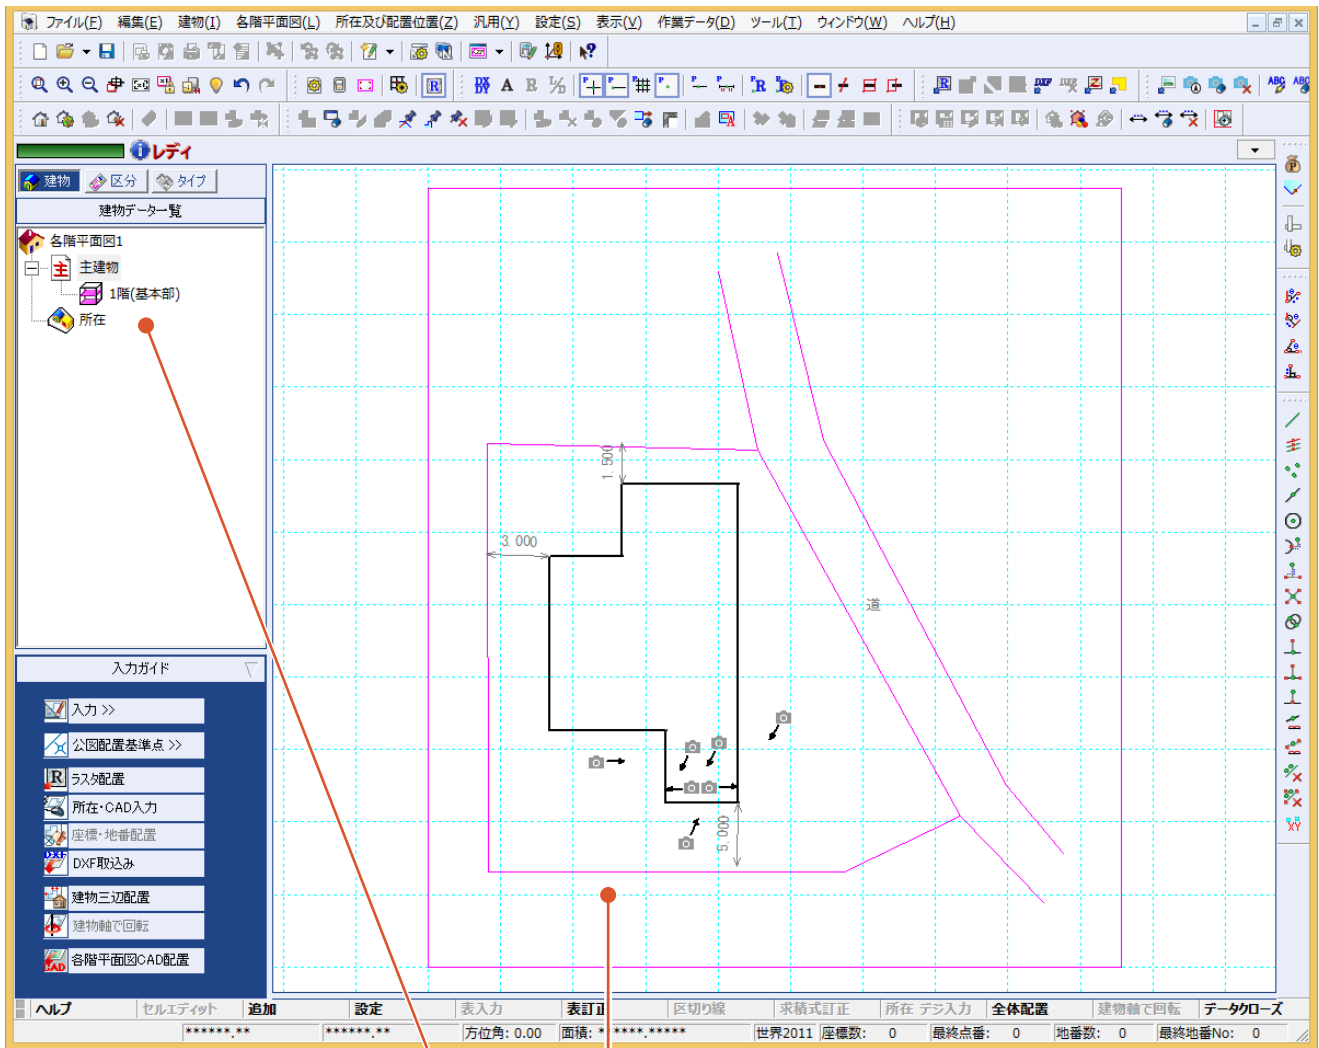 ファイル(F) 編集(E) 建物(I) 各階平面図(L) 所在及び配置位置(Z) 汎用(Y) 設定(S) 表示(V) 作業データ(D) ツール(T) ウィンドウ(W) ヘルプ(H)
レディ
建物 区分 タイプ
建物データ一覧
各階平面図1
主 主建物
1階(基本部)
所在
1.500
3.000
道
5.000
入力ガイド
入力 >>
公図配置基準点 >>
ラスタ配置
所在・CAD入力
座標・地番配置
DXF取込み
建物三辺配置
建物軸で回転
各階平面図CAD配置
ヘルプ セルエディット 追加 設定 表入力 表訂正 区切り線 求積式訂正 所在 デジ入力 全体配置 建物軸で回転 データクローズ
******.** ******.** 方位角: 0.00 面積: ******.***** 世界2011 座標数: 0 最終点番: 0 地番数: 0 最終地番No: 0